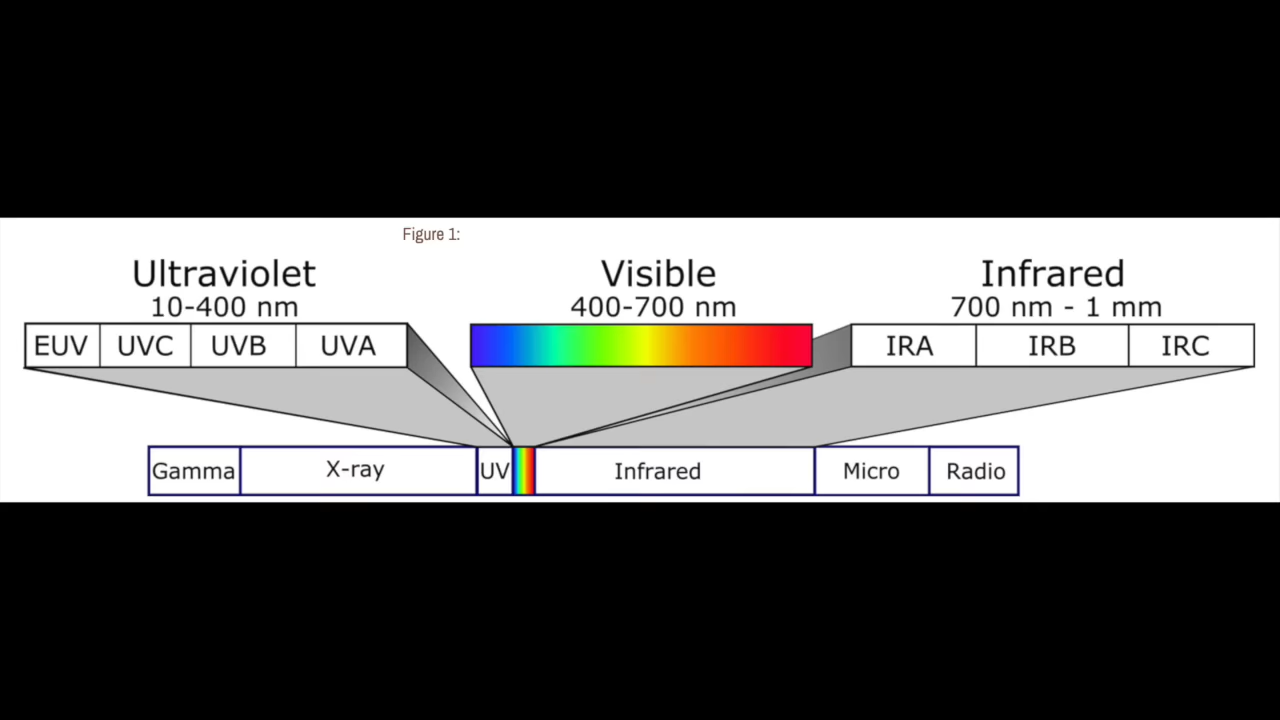 Figure 1:
Ultraviolet
10-400 nm
Visible
400-700 nm
Infrared
700 nm - 1 mm
EUV UVC UVB UVA
IRA IRB IRC
Gamma X-ray UV Infrared Micro Radio